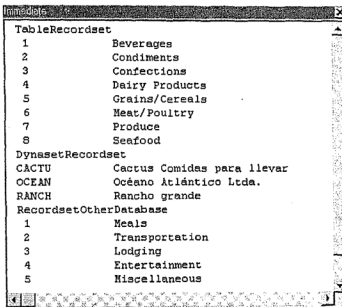 Immediate
TableRecordset
1 Beverages
2 Condiments
3 Confections
4 Dairy Products
5 Grains/Cereals
6 Meat/Poultry
7 Produce
8 Seafood
DynasetRecordset
CACTU Cactus Comidas para llevar
OCEAN Océano Atlántico Ltda.
RANCH Rancho grande
RecordsetOtherDatabase
1 Meals
2 Transportation
3 Lodging
4 Entertainment
5 Miscellaneous